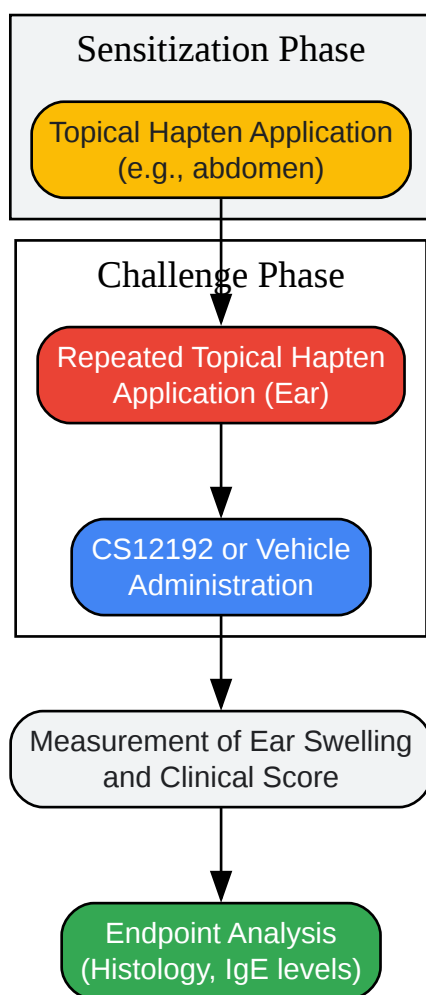 Sensitization Phase
Topical Hapten Application
(e.g., abdomen)
Challenge Phase
Repeated Topical Hapten
Application (Ear)
CS12192 or Vehicle
Administration
Measurement of Ear Swelling
and Clinical Score
Endpoint Analysis
(Histology, IgE levels)